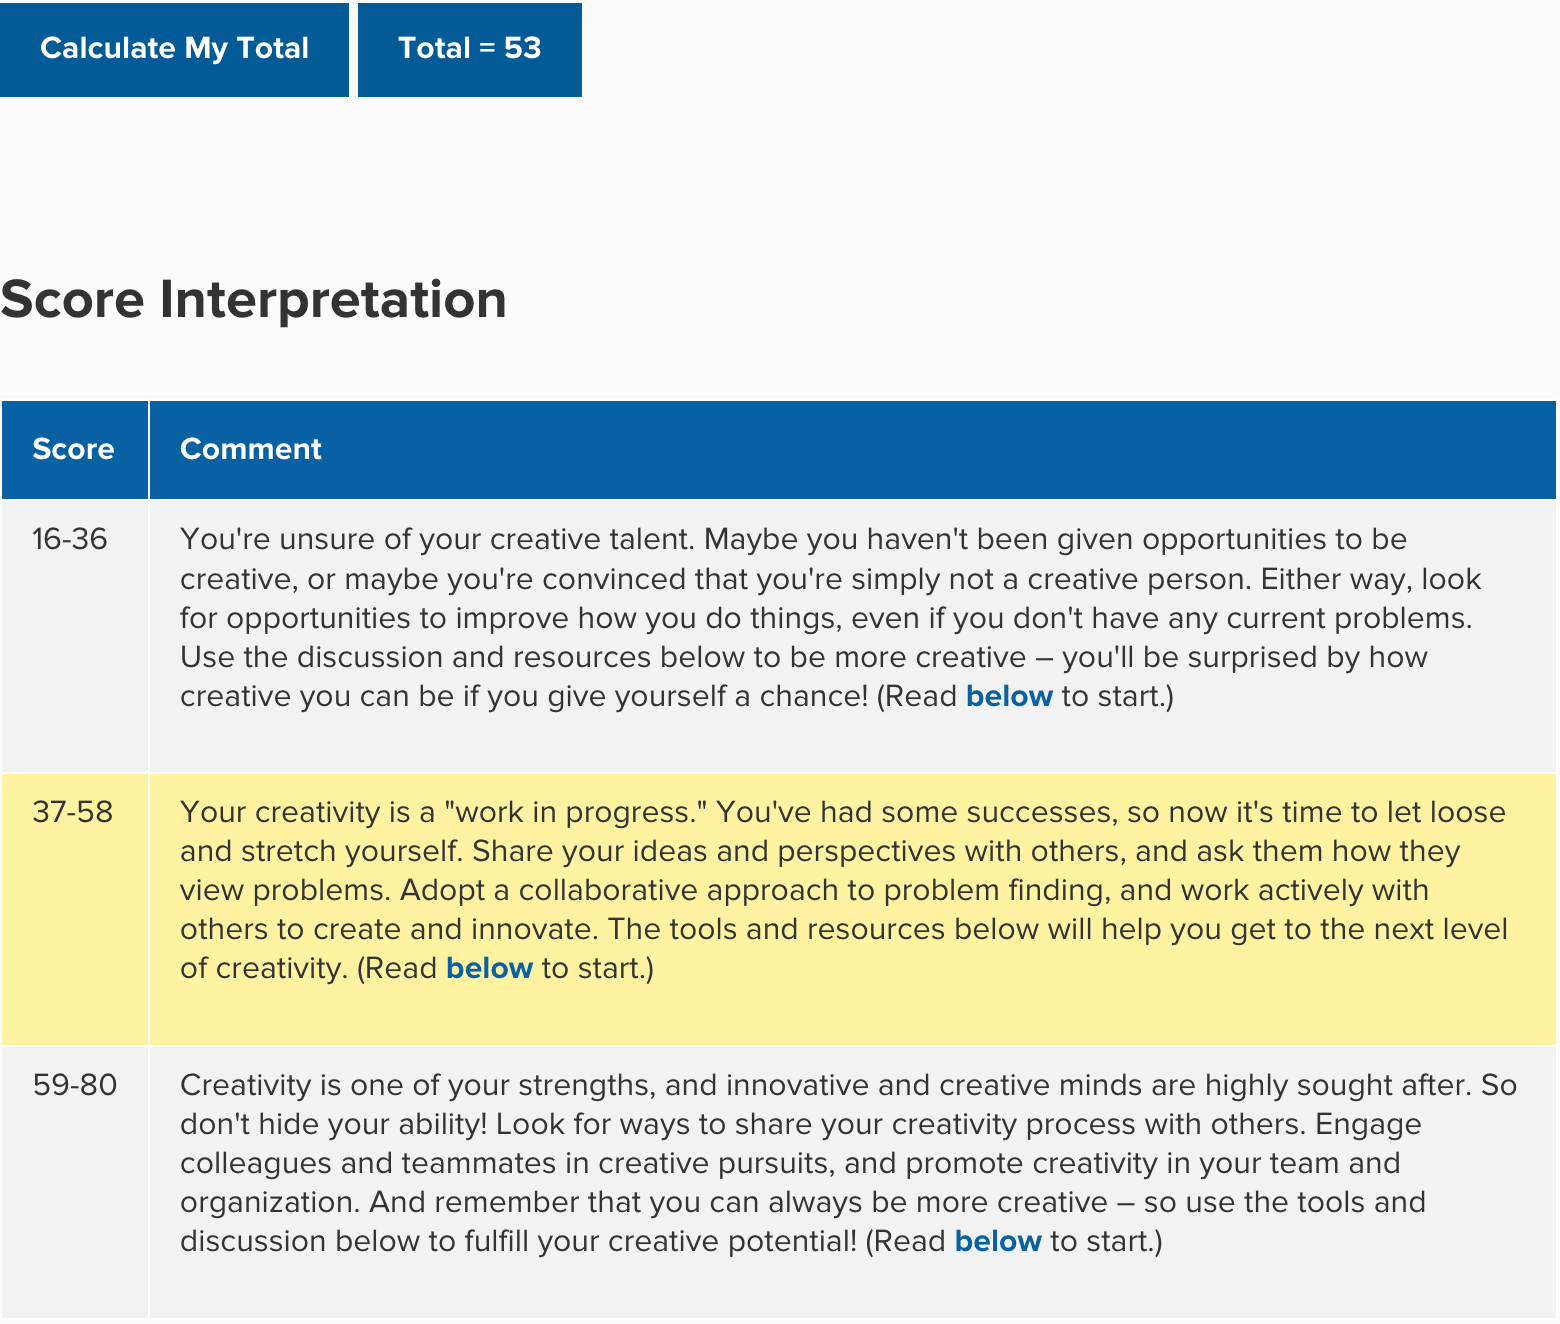 Calculate My Total
Total = 53
Score Interpretation
Score
Comment
16-36
You're unsure of your creative talent. Maybe you haven't been given opportunities to be
creative, or maybe you're convinced that you're simply not a creative person. Either way, look
for opportunities to improve how you do things, even if you don't have any current problems.
Use the discussion and resources below to be more creative – you'll be surprised by how
creative you can be if you give yourself a chance! (Read below to start.)
37-58
Your creativity is a "work in progress." You've had some successes, so now it's time to let loose
and stretch yourself. Share your ideas and perspectives with others, and ask them how they
view problems. Adopt a collaborative approach to problem finding, and work actively with
others to create and innovate. The tools and resources below will help you get to the next level
of creativity. (Read below to start.)
59-80
Creativity is one of your strengths, and innovative and creative minds are highly sought after. So
don't hide your ability! Look for ways to share your creativity process with others. Engage
colleagues and teammates in creative pursuits, and promote creativity in your team and
organization. And remember that you can always be more creative – so use the tools and
discussion below to fulfill your creative potential! (Read below to start.)